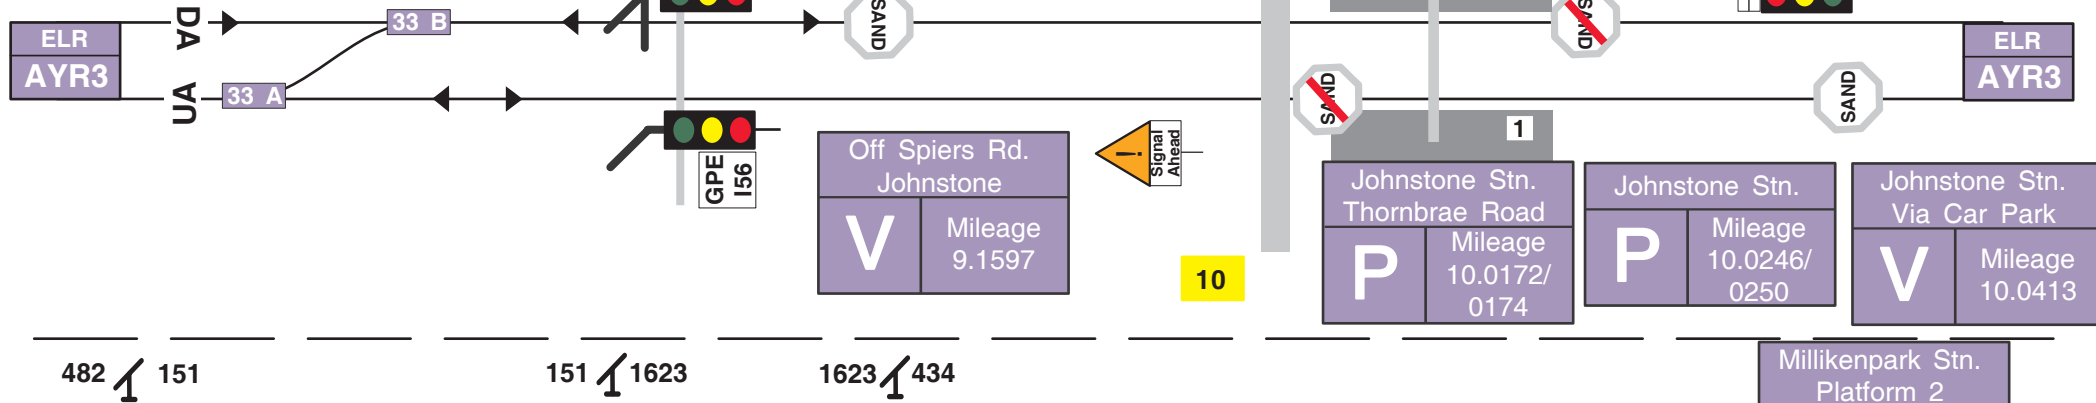 ELR
AYR3
DA
UA
33 B
33 A
SAND
SAND
ELR
AYR3
SAND
SAND
1
GPE
I56
Signal
Ahead
!
Off Spiers Rd.
Johnstone
V
Mileage
9.1597
10
Johnstone Stn.
Thornbrae Road
P
Mileage
10.0172/
0174
Johnstone Stn.
P
Mileage
10.0246/
0250
Johnstone Stn.
Via Car Park
V
Mileage
10.0413
482 151
151 1623
1623 434
Millikenpark Stn.
Platform 2